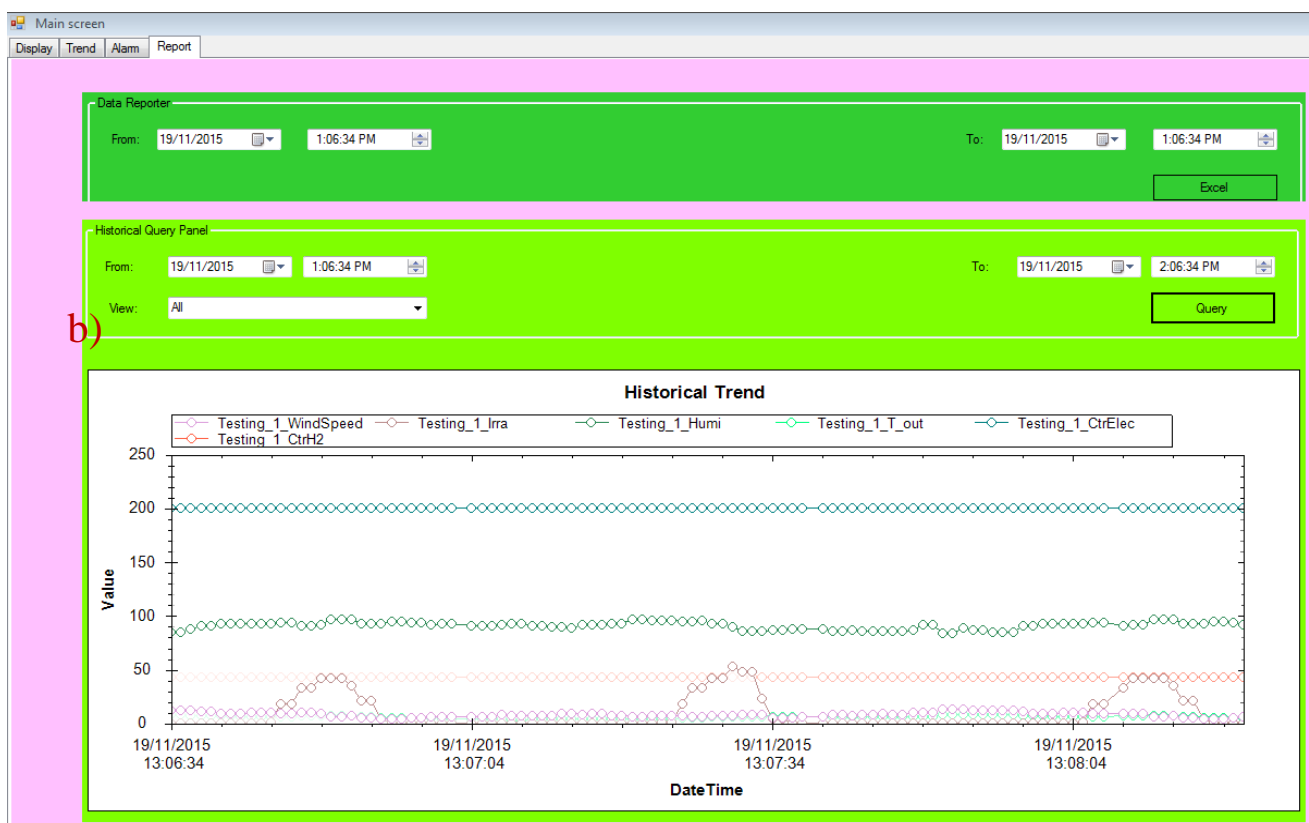 Main screen
Display Trend Alarm Report
Data Reporter
From: 19/11/2015 1:06:34 PM To: 19/11/2015 1:06:34 PM
Excel
Historical Query Panel
From: 19/11/2015 1:06:34 PM To: 19/11/2015 2:06:34 PM
View: All Query
b)
Historical Trend
Testing_1_WindSpeed Testing_1_Irra Testing_1_Humi Testing_1_T_out Testing_1_CtrElec
Testing_1_CtrH2
250
200
150
100
50
0
Value
19/11/2015 19/11/2015 19/11/2015 19/11/2015
13:06:34 13:07:04 13:07:34 13:08:04
DateTime